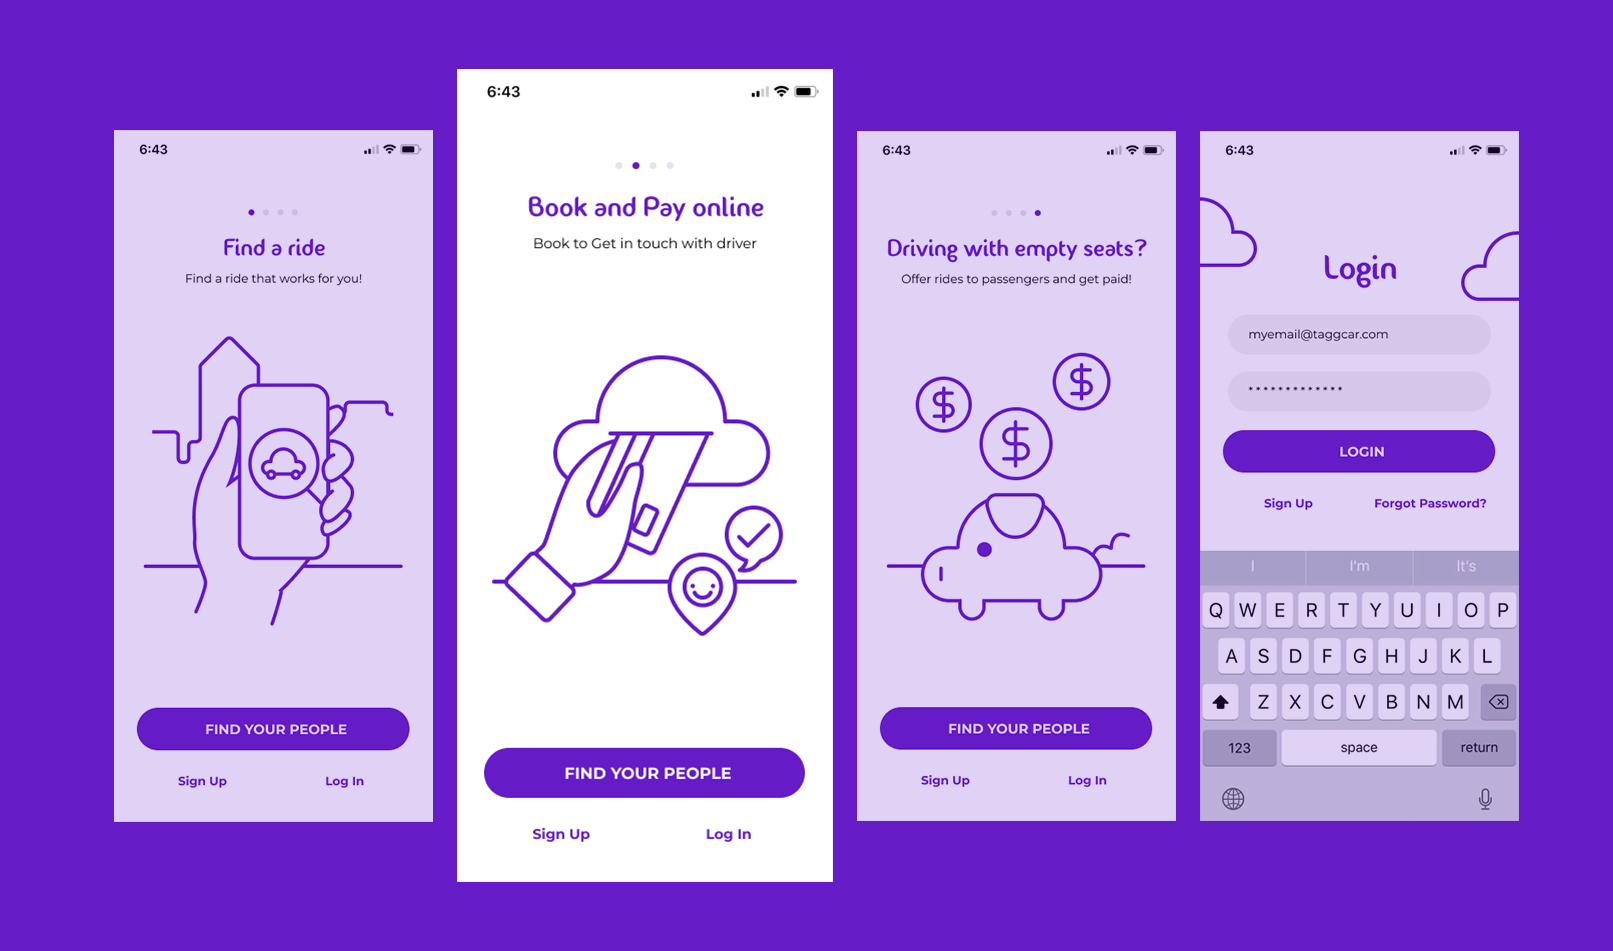 6:43
Find a ride
Find a ride that works for you!
FIND YOUR PEOPLE
Sign Up Log In
6:43
Book and Pay online
Book to Get in touch with driver
FIND YOUR PEOPLE
Sign Up Log In
6:43
Driving with empty seats?
Offer rides to passengers and get paid!
$ $ $
FIND YOUR PEOPLE
Sign Up Log In
6:43
Login
myemail@taggcar.com
*************
LOGIN
Sign Up Forgot Password?
I I'm It's
Q W E R T Y U I O P
A S D F G H J K L
Z X C V B N M
123 space return